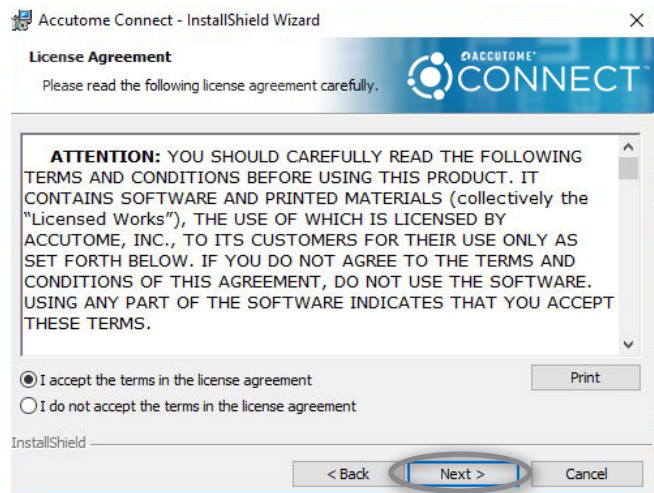 Accutome Connect - InstallShield Wizard
License Agreement
Please read the following license agreement carefully.
ACCUTOME®
CONNECT™
ATTENTION: YOU SHOULD CAREFULLY READ THE FOLLOWING
TERMS AND CONDITIONS BEFORE USING THIS PRODUCT. IT
CONTAINS SOFTWARE AND PRINTED MATERIALS (collectively the
"Licensed Works"), THE USE OF WHICH IS LICENSED BY
ACCUTOME, INC., TO ITS CUSTOMERS FOR THEIR USE ONLY AS
SET FORTH BELOW. IF YOU DO NOT AGREE TO THE TERMS AND
CONDITIONS OF THIS AGREEMENT, DO NOT USE THE SOFTWARE.
USING ANY PART OF THE SOFTWARE INDICATES THAT YOU ACCEPT
THESE TERMS.
I accept the terms in the license agreement
Print
I do not accept the terms in the license agreement
InstallShield
< Back Next > Cancel